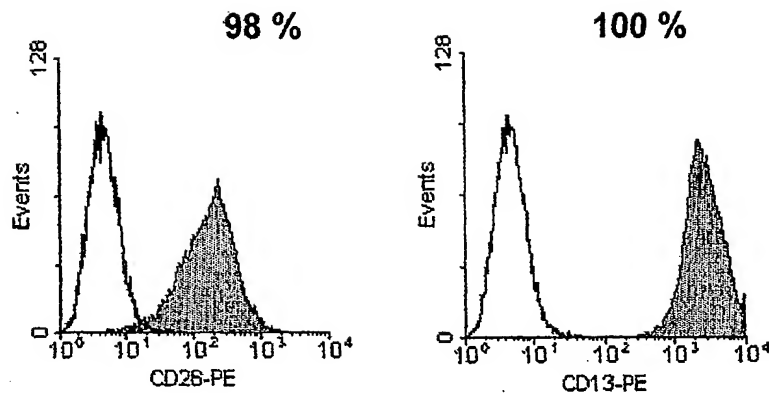 98 %
100 %
128
Events
0
10⁰ 10¹ 10² 10³ 10⁴
CD26-PE
128
Events
0
10⁰ 10¹ 10² 10³ 10⁴
CD13-PE